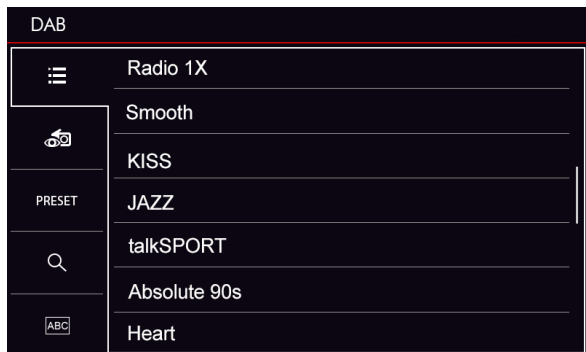 DAB
Radio 1X
Smooth
KISS
PRESET
JAZZ
talkSPORT
Absolute 90s
ABC
Heart